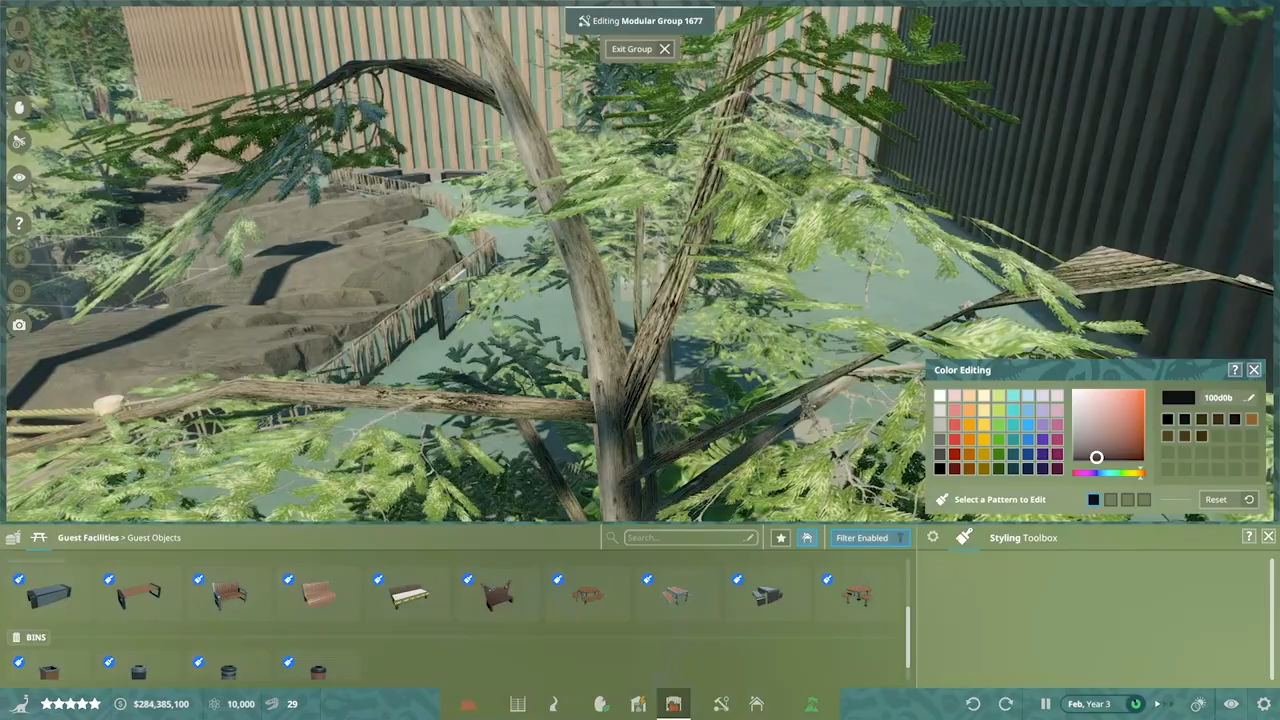 Editing Modular Group 1677
Exit Group
Color Editing
?
100d0b
Select a Pattern to Edit
Reset
Guest Facilities > Guest Objects
Search...
Filter Enabled
Styling Toolbox
?
BINS
$284,385,100
10,000
29
Feb, Year 3
?